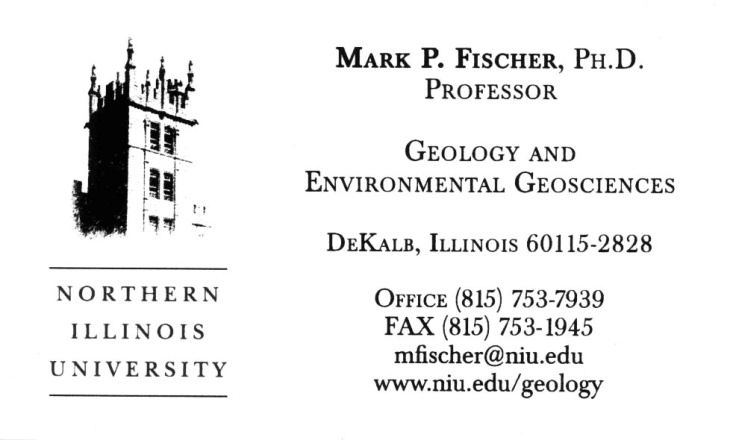 NORTHERN
ILLINOIS
UNIVERSITY
MARK P. FISCHER, PH.D.
PROFESSOR
GEOLOGY AND
ENVIRONMENTAL GEOSCIENCES
DEKALB, ILLINOIS 60115-2828
OFFICE (815) 753-7939
FAX (815) 753-1945
mfischer@niu.edu
www.niu.edu/geology